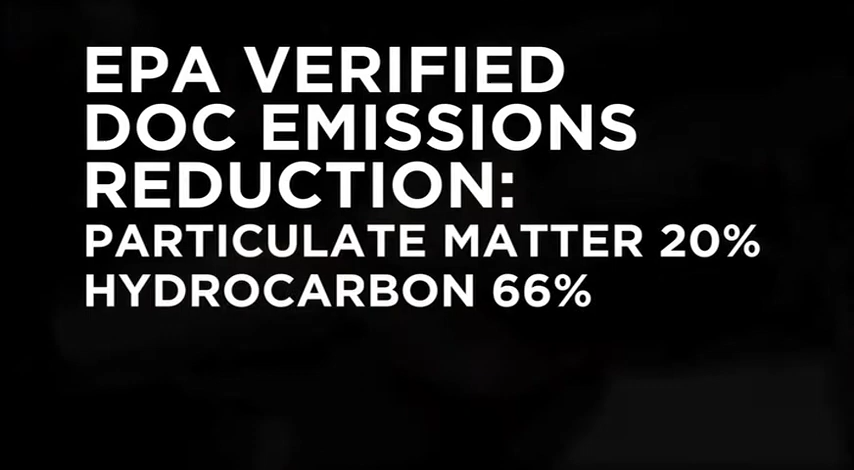 EPA VERIFIED
DOC EMISSIONS
REDUCTION:
PARTICULATE MATTER 20%
HYDROCARBON 66%